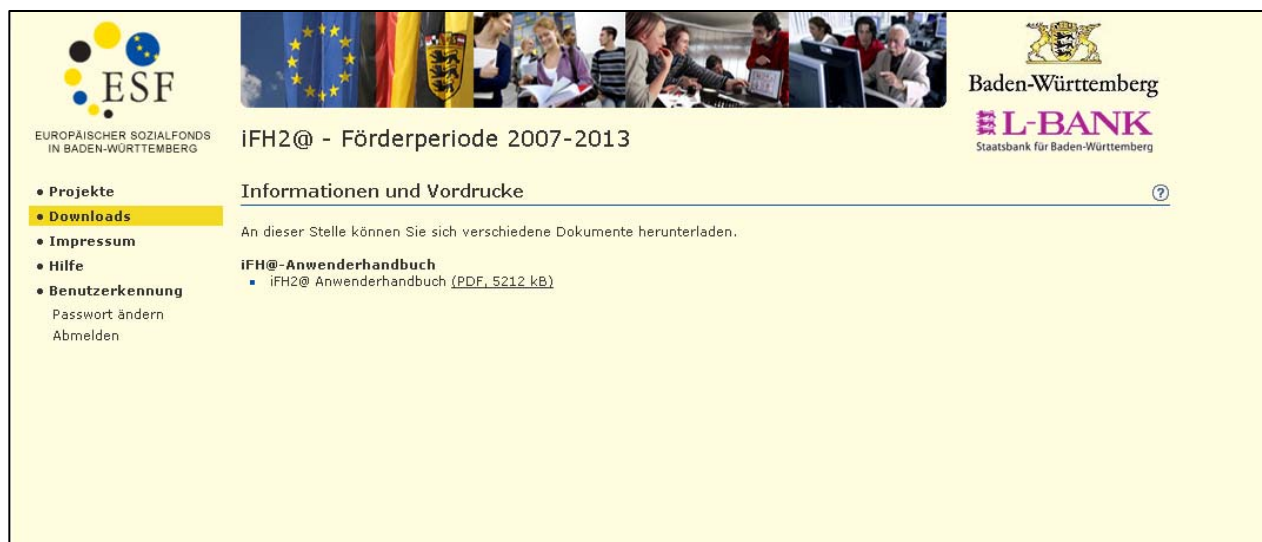 ESF
EUROPÄISCHER SOZIALFONDS
IN BADEN-WÜRTTEMBERG
Baden-Württemberg
L-BANK
Staatsbank für Baden-Württemberg
iFH2@ - Förderperiode 2007-2013
• Projekte
• Downloads
• Impressum
• Hilfe
• Benutzerkennung
Passwort ändern
Abmelden
Informationen und Vordrucke
?
An dieser Stelle können Sie sich verschiedene Dokumente herunterladen.
iFH@-Anwenderhandbuch
▪ iFH2@ Anwenderhandbuch (PDF, 5212 kB)